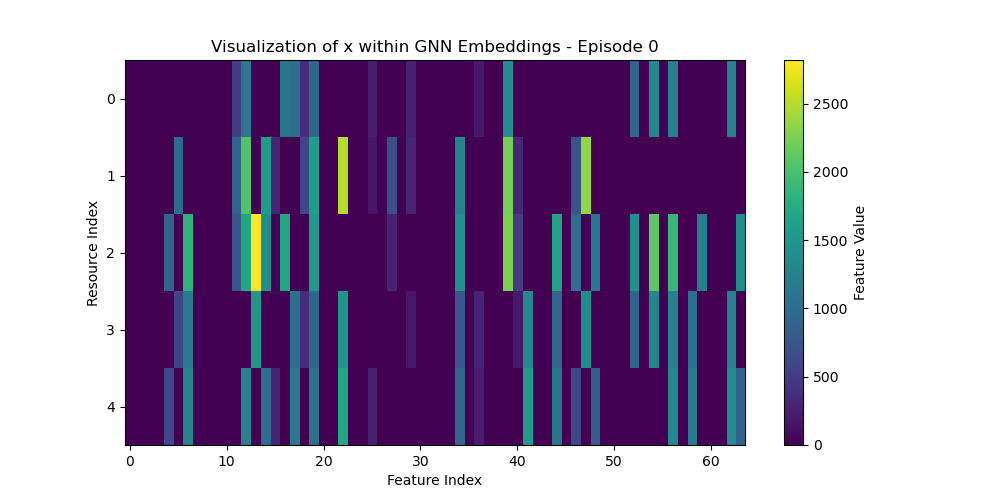 Visualization of x within GNN Embeddings - Episode 0
0
1
2
3
4
Resource Index
0 10 20 30 40 50 60
Feature Index
2500
2000
1500
1000
500
0
Feature Value